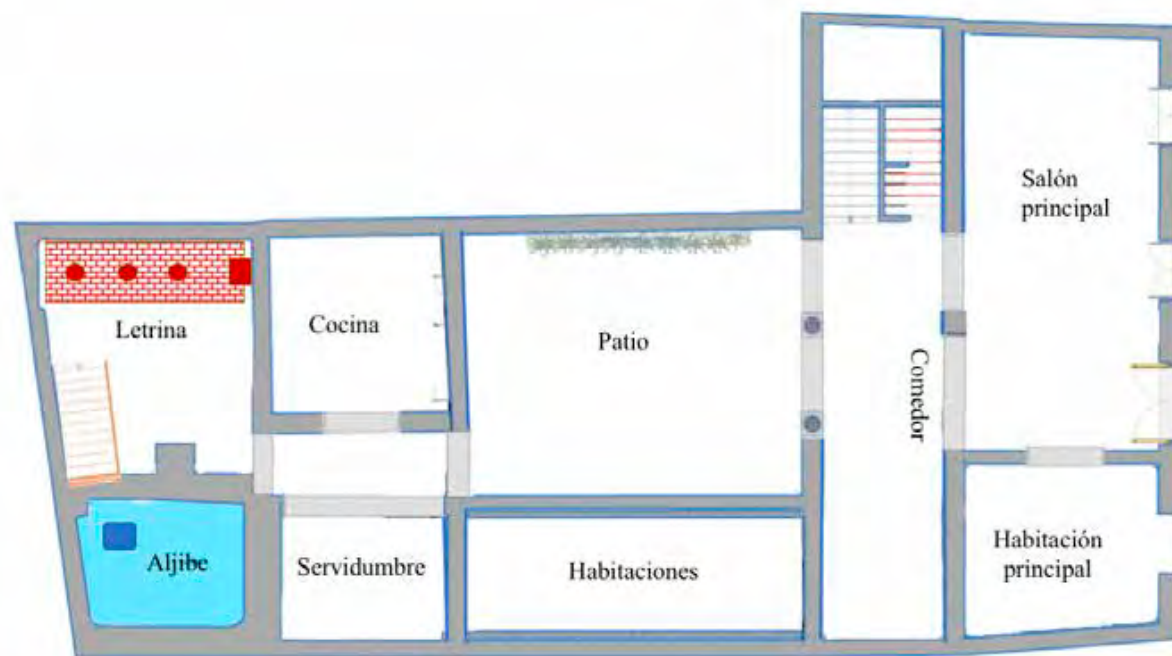 Salón
principal
Letrina
Cocina
Patio
Comedor
Aljibe
Servidumbre
Habitaciones
Habitación
principal